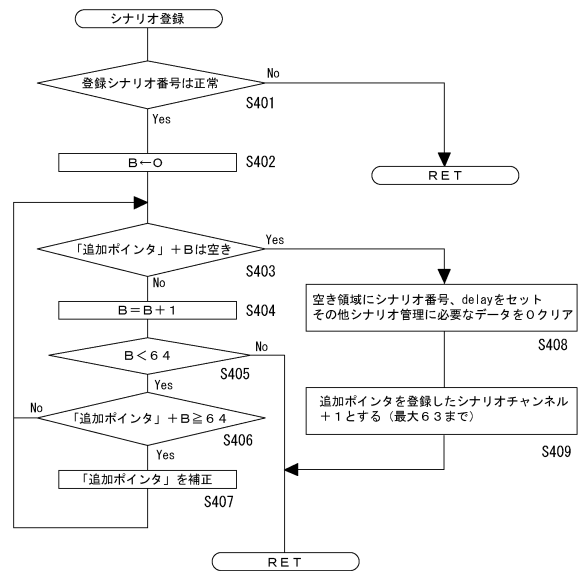 シナリオ登録
登録シナリオ番号は正常
No
S401
Yes
B←0
S402
RET
「追加ポインタ」+Bは空き
Yes
S403
No
B=B+1
S404
空き領域にシナリオ番号、delayをセット
その他シナリオ管理に必要なデータを0クリア
S408
B<64
No
S405
Yes
「追加ポインタ」+B≧64
No
S406
Yes
追加ポインタを登録したシナリオチャンネル
+1とする(最大63まで)
S409
「追加ポインタ」を補正
S407
RET